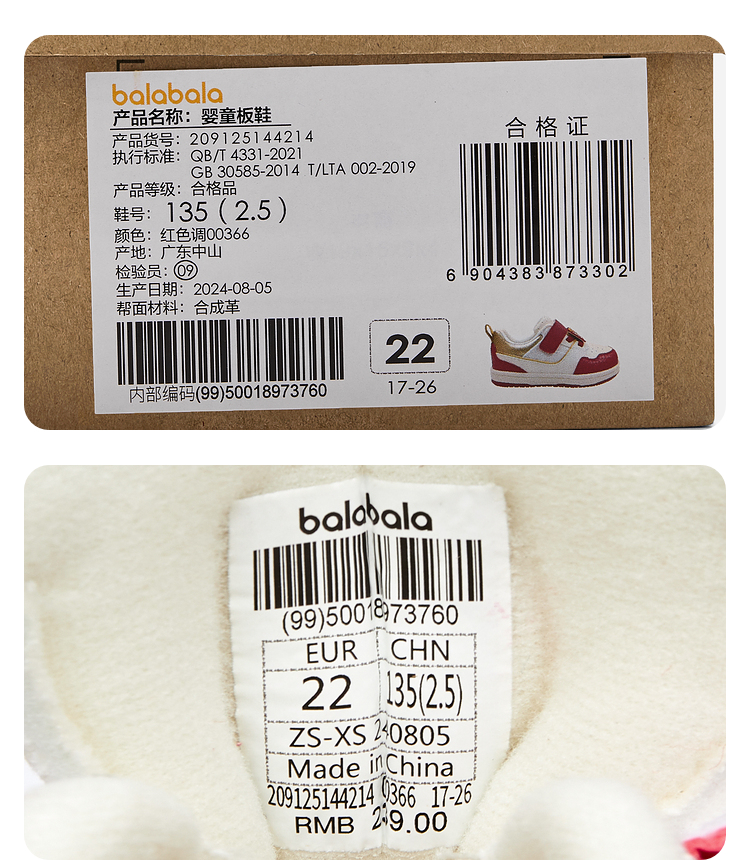 balabala
产品名称：婴童板鞋
产品货号：209125144214
执行标准：QB/T 4331-2021
GB 30585-2014 T/LTA 002-2019
产品等级：合格品
鞋号：135（2.5）
颜色：红色调00366
产地：广东中山
检验员：09
生产日期：2024-08-05
帮面材料：合成革
内部编码(99)50018973760
合格证
6 904383 873302
22
17-26
balabala
(99)50018973760
EUR CHN
22 135(2.5)
ZS-XS 240805
Made in China
209125144214 00366 17-26
RMB 239.00